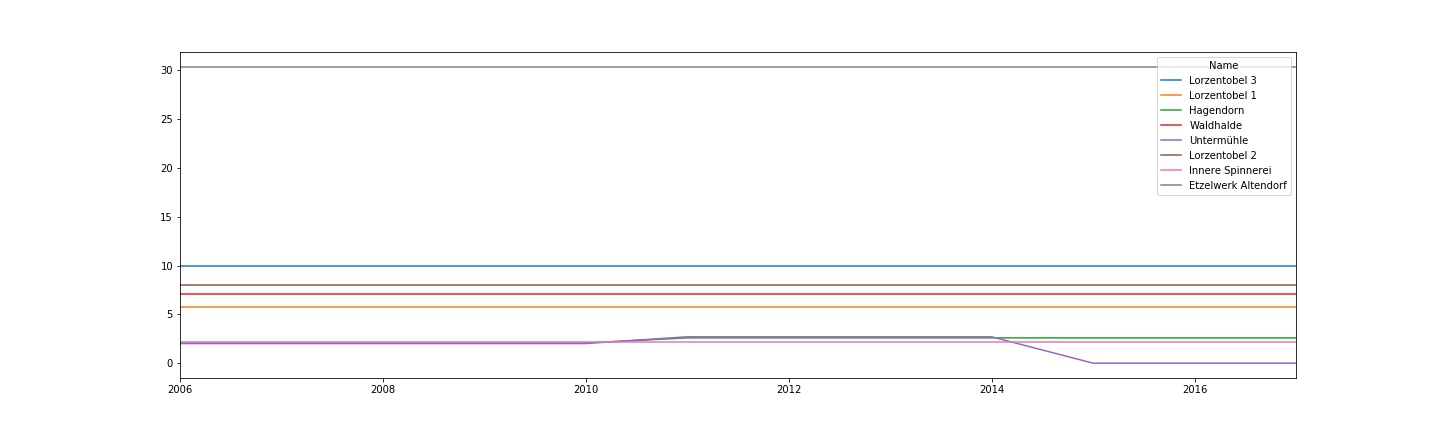 30
25
20
15
10
5
0
2006 2008 2010 2012 2014 2016
Name
Lorzentobel 3
Lorzentobel 1
Hagendorn
Waldhalde
Untermühle
Lorzentobel 2
Innere Spinnerei
Etzelwerk Altendorf